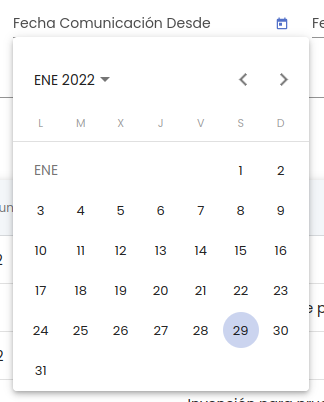 Fecha Comunicación Desde
ENE 2022
L M X J V S D
ENE 1 2
3 4 5 6 7 8 9
10 11 12 13 14 15 16
17 18 19 20 21 22 23
24 25 26 27 28 29 30
31